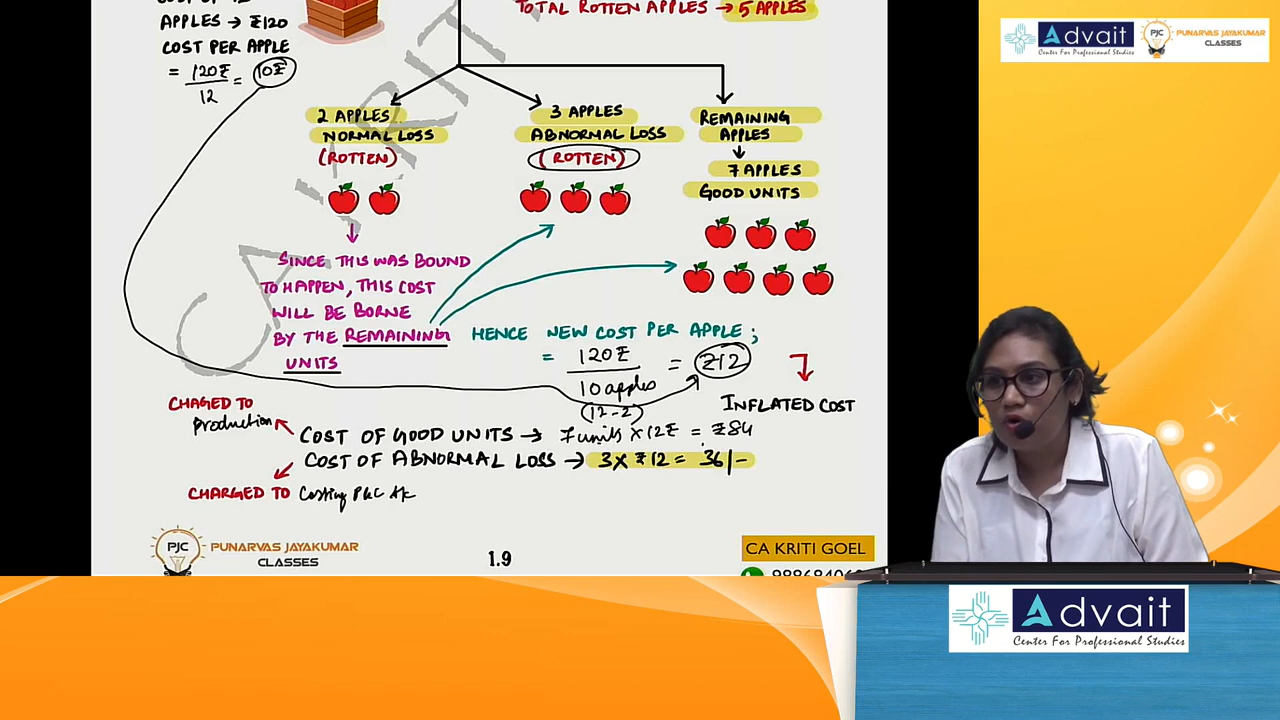 TOTAL ROTTEN APPLES → 5 APPLES
APPLES → ₹120
COST PER APPLE
= 120₹/12 = 10₹
2 APPLES
NORMAL LOSS
(ROTTEN)
3 APPLES
ABNORMAL LOSS
(ROTTEN)
REMAINING
APPLES
↓
7 APPLES
GOOD UNITS
SINCE THIS WAS BOUND
TO HAPPEN, THIS COST
WILL BE BORNE
BY THE REMAINING
UNITS
HENCE NEW COST PER APPLE;
= 120₹/10 apples = ₹12
(12-2)
INFLATED COST
CHAGED TO
production
COST OF GOOD UNITS → 7 units × 12₹ = ₹84
COST OF ABNORMAL LOSS → 3 × ₹12 = 36/-
CHARGED TO Costing P&L A/c
PJC
PUNARVAS JAYAKUMAR
CLASSES
1.9
CA KRITI GOEL
Advait
Center For Professional Studies
PJC
PUNARVAS JAYAKUMAR
CLASSES
Advait
Center For Professional Studies